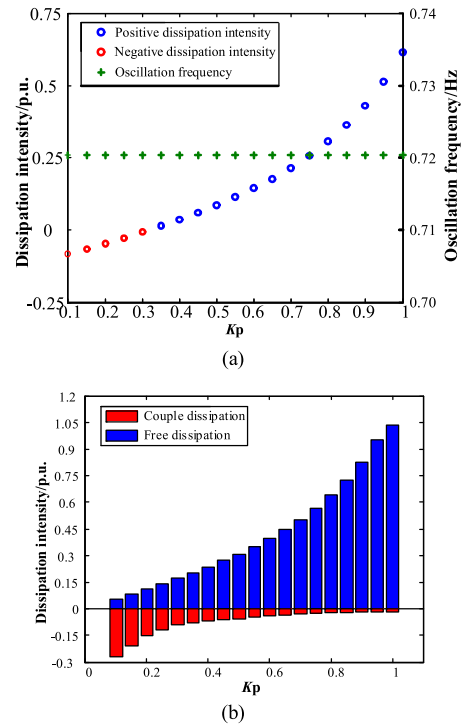 0.75
0.5
0.25
0
-0.25
Dissipation intensity/p.u.
Positive dissipation intensity
Negative dissipation intensity
Oscillation frequency
0.74
0.73
0.72
0.71
0.70
Oscillation frequency/Hz
0.1 0.2 0.3 0.4 0.5 0.6 0.7 0.8 0.9 1
Kp
(a)
1.2
1.05
0.9
0.75
0.6
0.45
0.3
0.15
0
-0.15
-0.3
Dissipation intensity/p.u.
Couple dissipation
Free dissipation
0 0.2 0.4 0.6 0.8 1.0
Kp
(b)